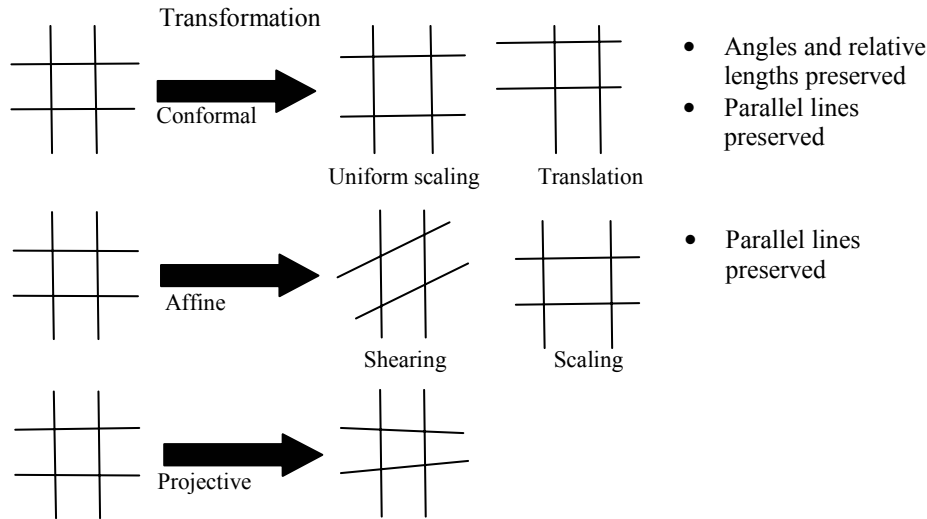 Transformation
Conformal
Uniform scaling
Translation
• Angles and relative
lengths preserved
• Parallel lines
preserved
Affine
Shearing
Scaling
• Parallel lines
preserved
Projective